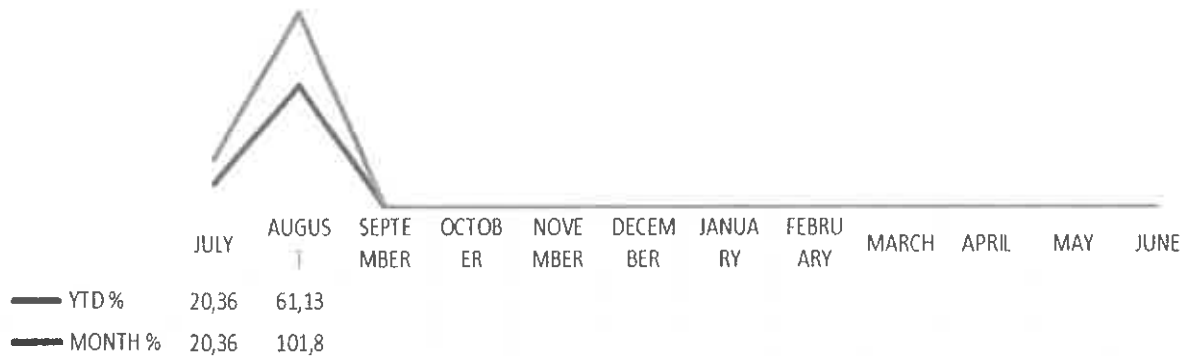 JULY
AUGUS
T
SEPTE
MBER
OCTOB
ER
NOVE
MBER
DECEM
BER
JANUA
RY
FEBRU
ARY
MARCH
APRIL
MAY
JUNE
YTD % 20,36 61,13
MONTH % 20,36 101,8